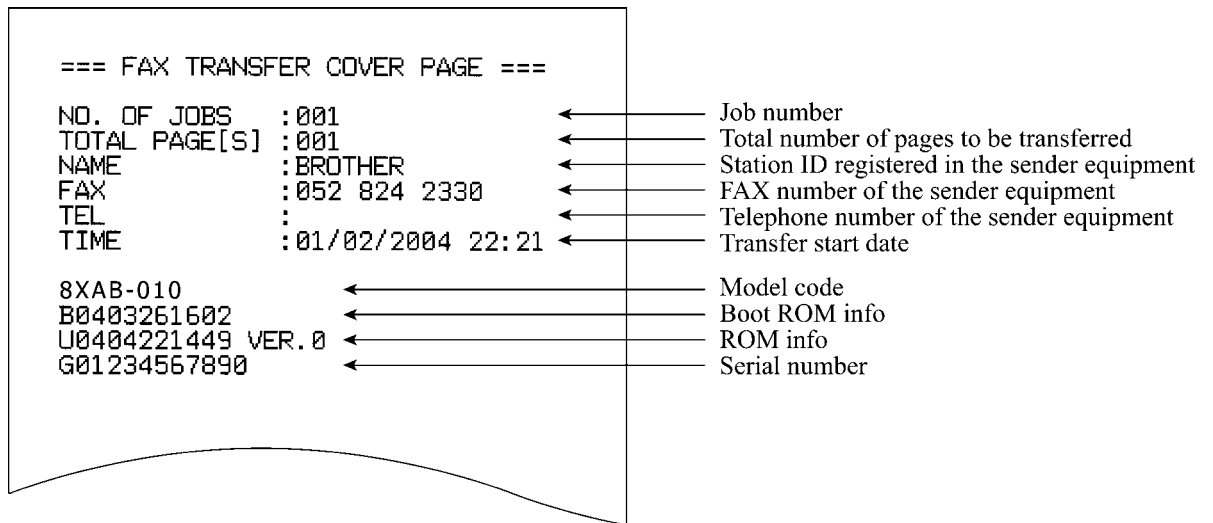 === FAX TRANSFER COVER PAGE ===
NO. OF JOBS :001 Job number
TOTAL PAGE[S] :001 Total number of pages to be transferred
NAME :BROTHER Station ID registered in the sender equipment
FAX :052 824 2330 FAX number of the sender equipment
TEL : Telephone number of the sender equipment
TIME :01/02/2004 22:21 Transfer start date
8XAB-010 Model code
B0403261602 Boot ROM info
U0404221449 VER.0 ROM info
G01234567890 Serial number